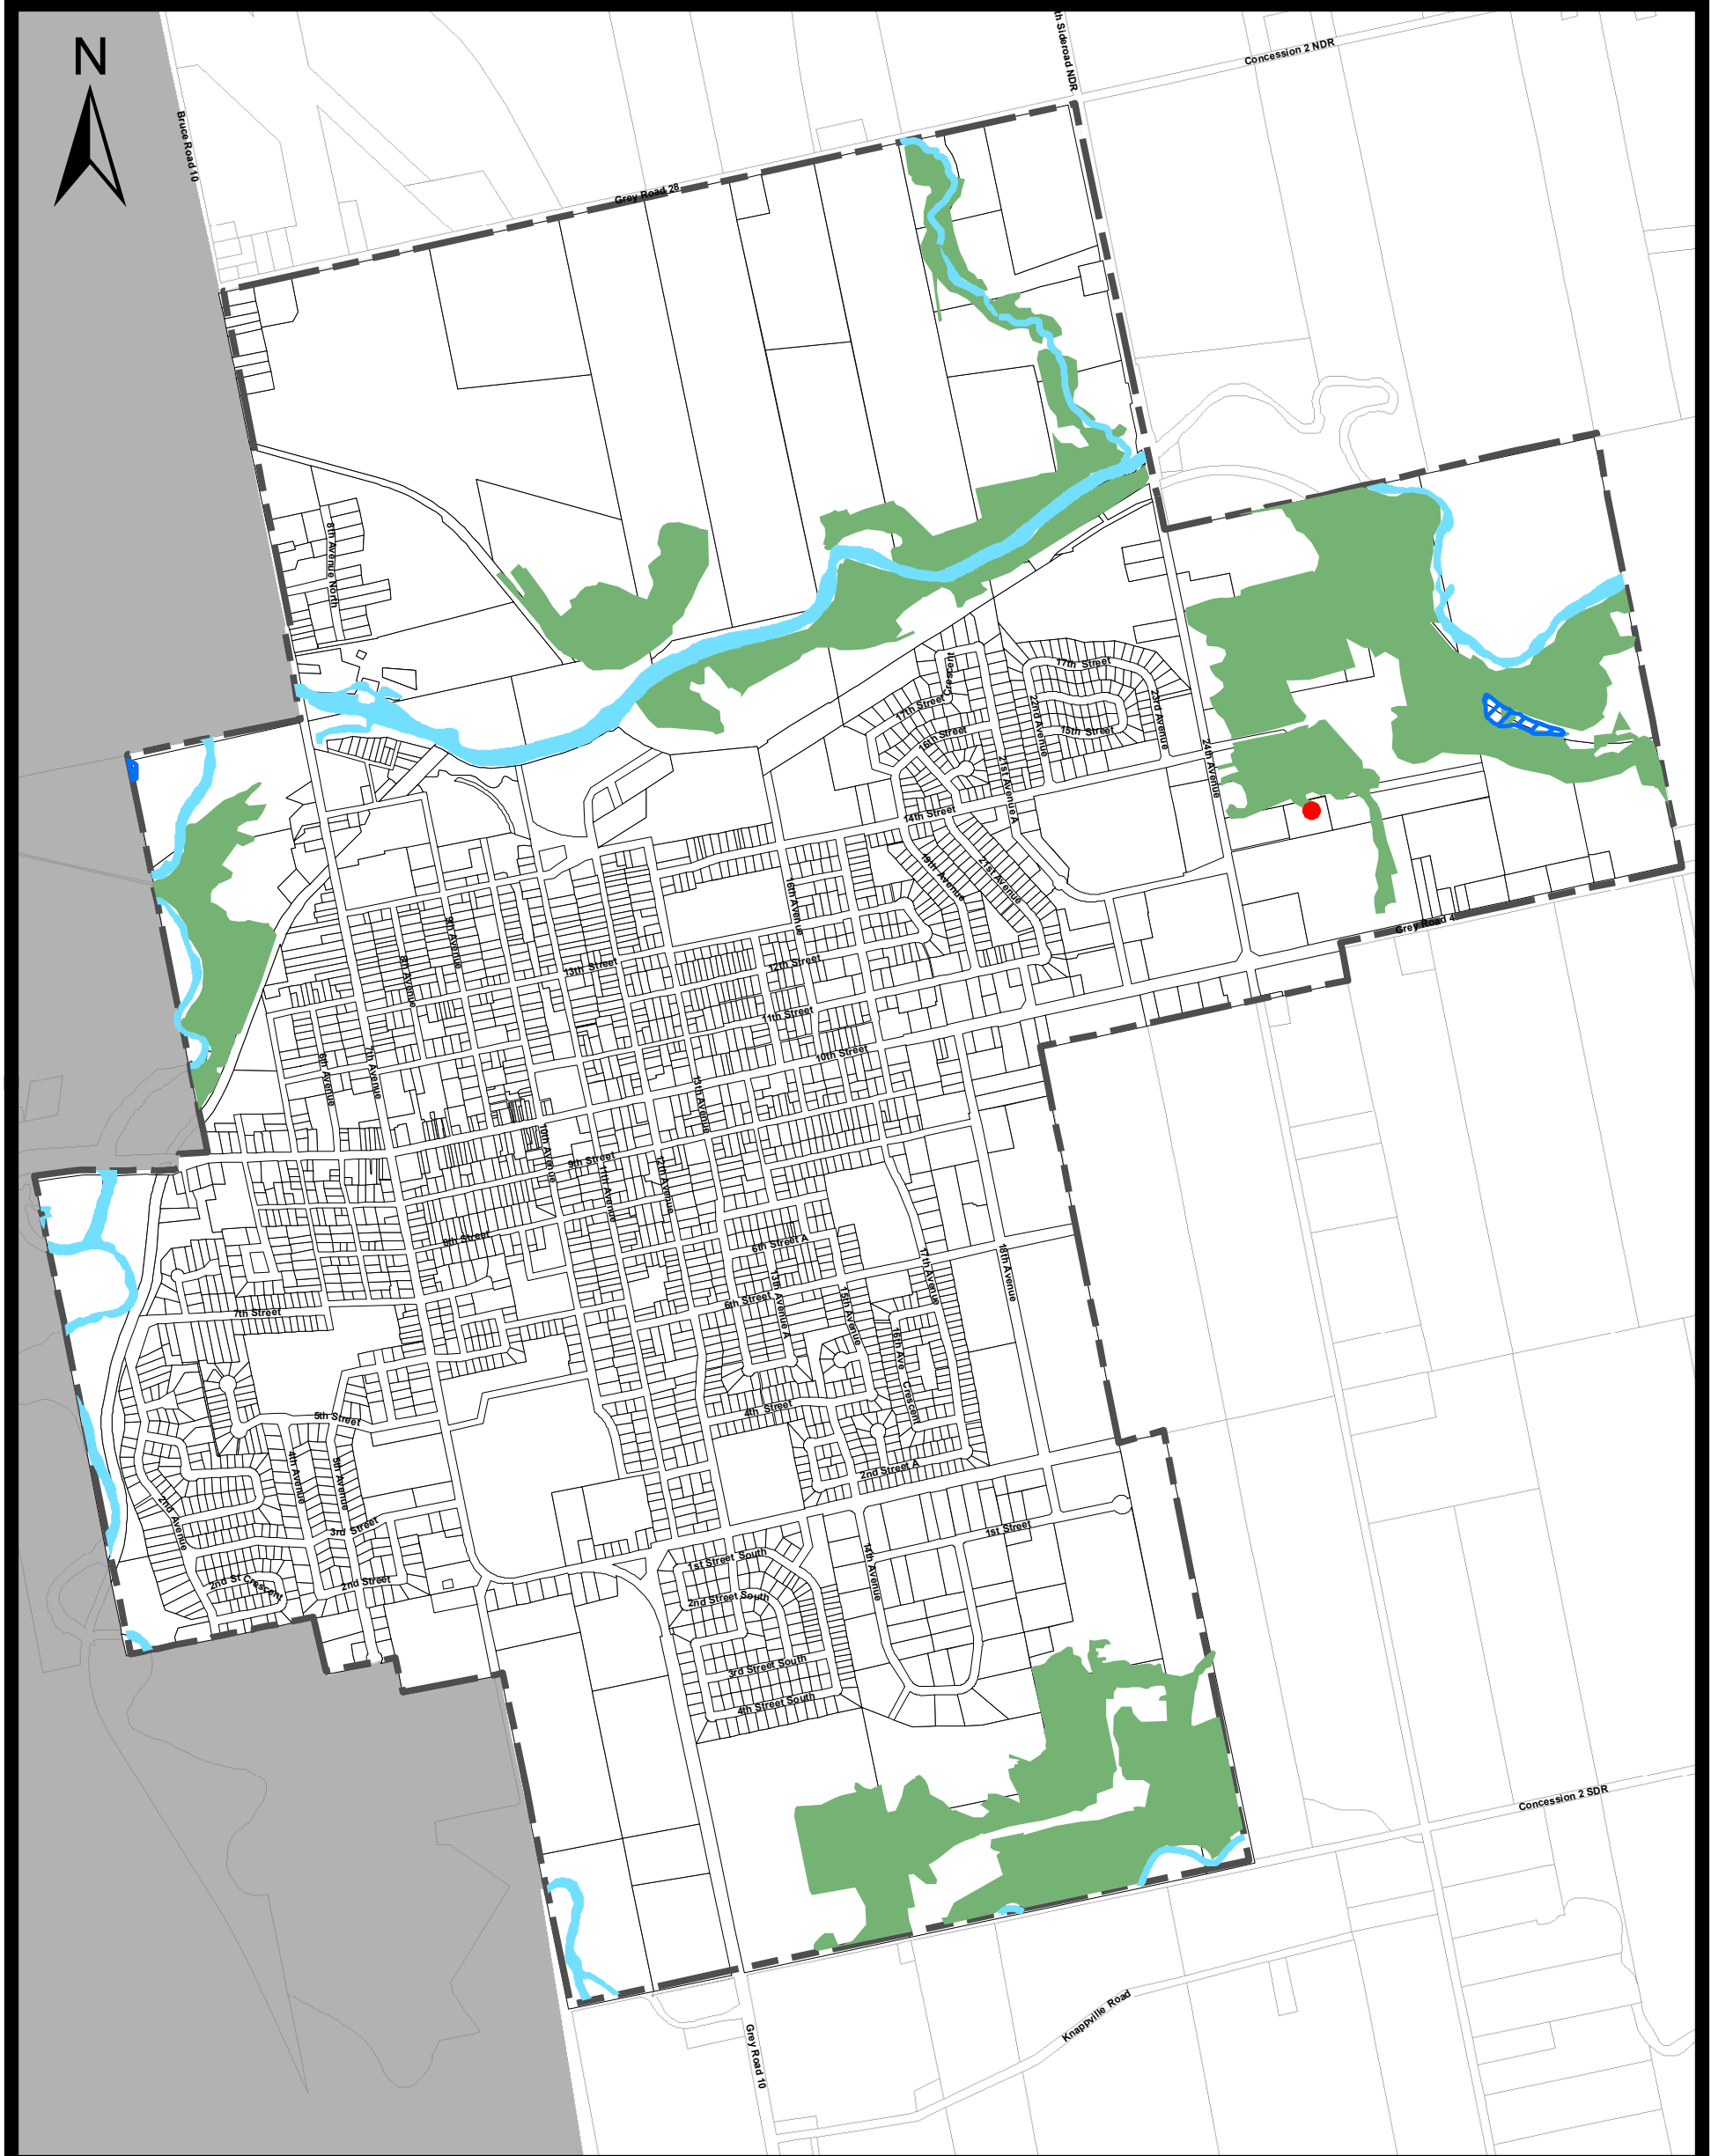 N
th Sideroad NDR
Concession 2 NDR
Bruce Road 10
Grey Road 28
8th Avenue North
17th Street
Crescent
17th Street
22nd Avenue
23rd Avenue
15th Street
16th Street
24th Avenue
21st Avenue A
14th Street
19th Avenue
21st Avenue
16th Avenue
Grey Road 4
9th Avenue
8th Avenue
13th Street
12th Street
11th Street
10th Street
6th Avenue
7th Avenue
13th Avenue
10th Avenue
9th Street
11th Avenue
12th Avenue
8th Street
6th Street A
17th Avenue
18th Avenue
13th Avenue A
6th Street
15th Avenue
7th Street
16th Ave Crescent
4th Street
5th Street
4th Avenue
5th Avenue
2nd Street A
2nd Avenue
3rd Street
1st Street
14th Avenue
1st Street South
2nd St Crescent
2nd Street
2nd Street South
3rd Street South
4th Street South
Concession 2 SDR
Knappville Road
Grey Road 10